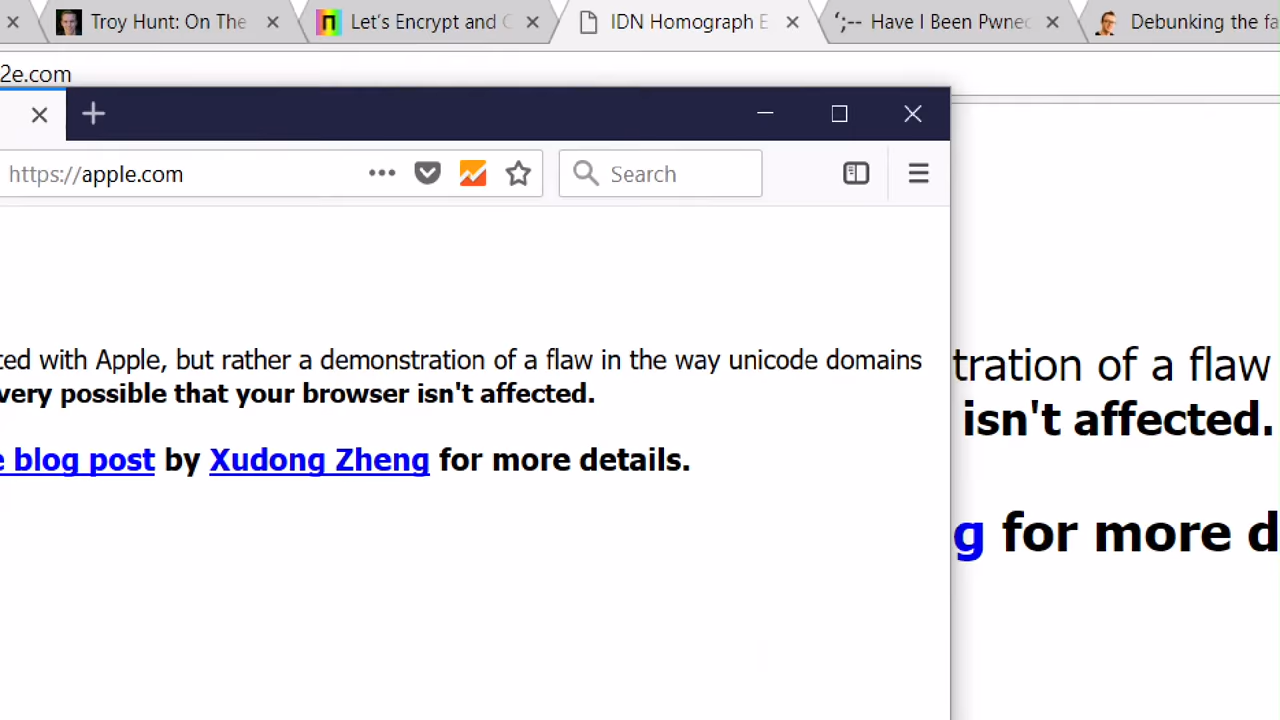 Troy Hunt: On The
Let's Encrypt and C
IDN Homograph E
';-- Have I Been Pwned
Debunking the fa
2e.com
https://apple.com
Search
ted with Apple, but rather a demonstration of a flaw in the way unicode domains
very possible that your browser isn't affected.
e blog post by Xudong Zheng for more details.
tration of a flaw
isn't affected.
g for more d